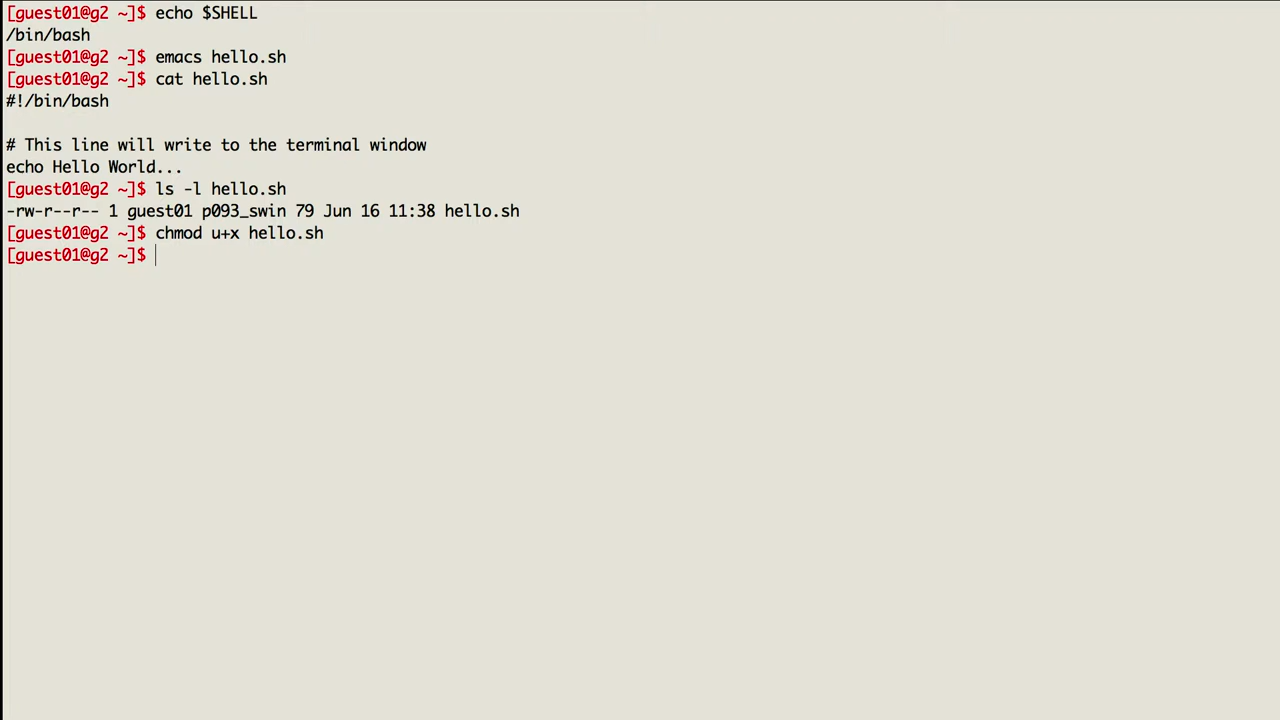 [guest01@g2 ~]$ echo $SHELL
/bin/bash
[guest01@g2 ~]$ emacs hello.sh
[guest01@g2 ~]$ cat hello.sh
#!/bin/bash
# This line will write to the terminal window
echo Hello World...
[guest01@g2 ~]$ ls -l hello.sh
-rw-r--r-- 1 guest01 p093_swin 79 Jun 16 11:38 hello.sh
[guest01@g2 ~]$ chmod u+x hello.sh
[guest01@g2 ~]$